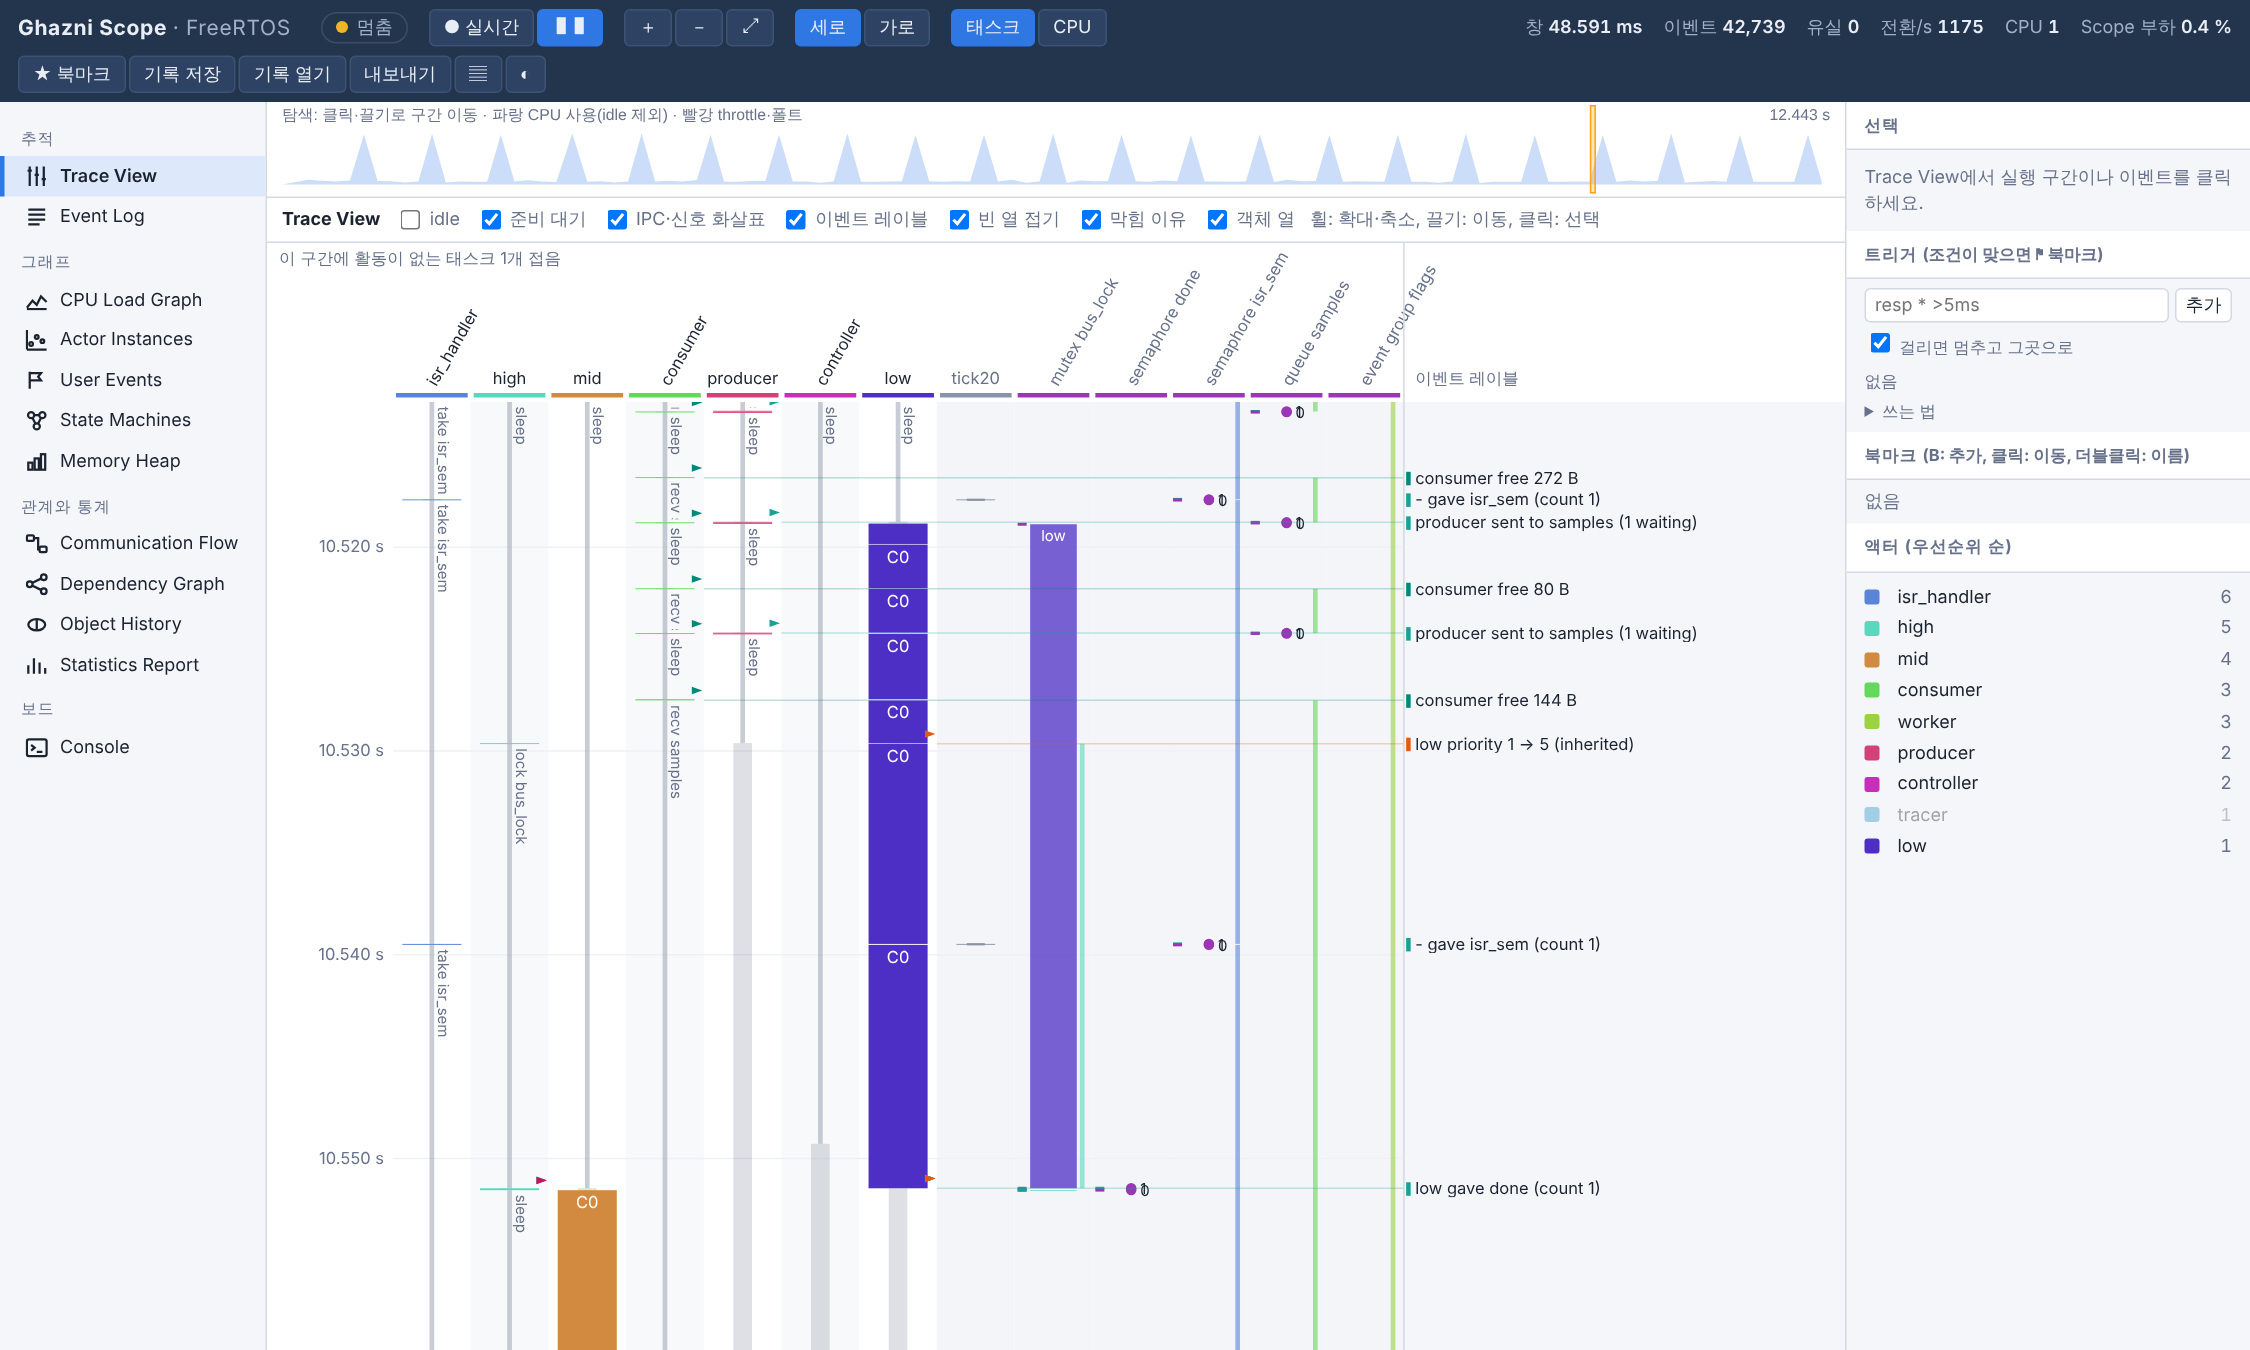 Ghazni Scope · FreeRTOS 멈춤 실시간 + − 세로 가로 태스크 CPU 창 48.591 ms 이벤트 42,739 유실 0 전환/s 1175 CPU 1 Scope 부하 0.4 %
★ 북마크 기록 저장 기록 열기 내보내기
추적
Trace View
Event Log
그래프
CPU Load Graph
Actor Instances
User Events
State Machines
Memory Heap
관계와 통계
Communication Flow
Dependency Graph
Object History
Statistics Report
보드
Console
탐색: 클릭·끌기로 구간 이동 · 파랑 CPU 사용(idle 제외) · 빨강 throttle·폴트 12.443 s
Trace View idle 준비 대기 IPC·신호 화살표 이벤트 레이블 빈 열 접기 막힘 이유 객체 열 휠: 확대·축소, 끌기: 이동, 클릭: 선택
이 구간에 활동이 없는 태스크 1개 접음
isr_handler high mid consumer producer controller low tick20 mutex bus_lock semaphore done semaphore isr_sem queue samples event group flags 이벤트 레이블
take isr_sem sleep sleep sleep sleep sleep sleep 0
consumer free 272 B
take isr_sem recv 0 - gave isr_sem (count 1)
sleep sleep low 0 producer sent to samples (1 waiting)
10.520 s C0
consumer free 80 B
recv C0
sleep sleep C0 0 producer sent to samples (1 waiting)
consumer free 144 B
recv samples C0
low priority 1 → 5 (inherited)
10.530 s lock bus_lock C0
0 - gave isr_sem (count 1)
10.540 s take isr_sem C0
10.550 s
0 low gave done (count 1)
sleep C0
선택
Trace View에서 실행 구간이나 이벤트를 클릭
하세요.
트리거 (조건이 맞으면 ⚑ 북마크)
resp * >5ms 추가
걸리면 멈추고 그곳으로
없음
▶ 쓰는 법
북마크 (B: 추가, 클릭: 이동, 더블클릭: 이름)
없음
액터 (우선순위 순)
isr_handler 6
high 5
mid 4
consumer 3
worker 3
producer 2
controller 2
tracer 1
low 1